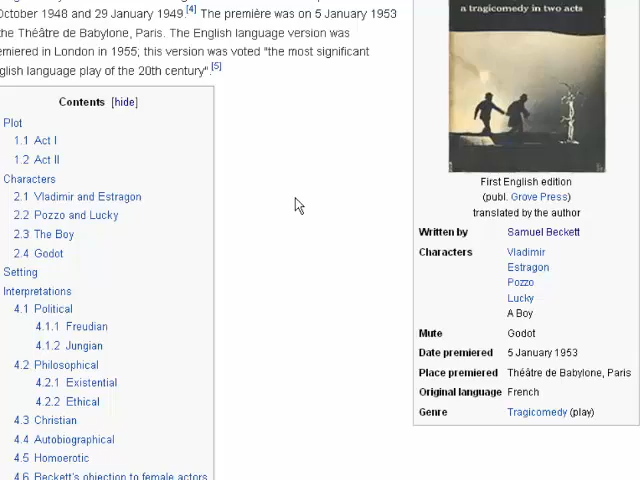 October 1948 and 29 January 1949.[4] The première was on 5 January 1953
the Théâtre de Babylone, Paris. The English language version was
emiered in London in 1955; this version was voted "the most significant
glish language play of the 20th century".[5]
Contents [hide]
Plot
1.1 Act I
1.2 Act II
Characters
2.1 Vladimir and Estragon
2.2 Pozzo and Lucky
2.3 The Boy
2.4 Godot
Setting
Interpretations
4.1 Political
4.1.1 Freudian
4.1.2 Jungian
4.2 Philosophical
4.2.1 Existential
4.2.2 Ethical
4.3 Christian
4.4 Autobiographical
4.5 Homoerotic
4.6 Beckett's objection to female actors
a tragicomedy in two acts
First English edition
(publ. Grove Press)
translated by the author
Written by Samuel Beckett
Characters Vladimir
Estragon
Pozzo
Lucky
A Boy
Mute Godot
Date premiered 5 January 1953
Place premiered Théâtre de Babylone, Paris
Original language French
Genre Tragicomedy (play)